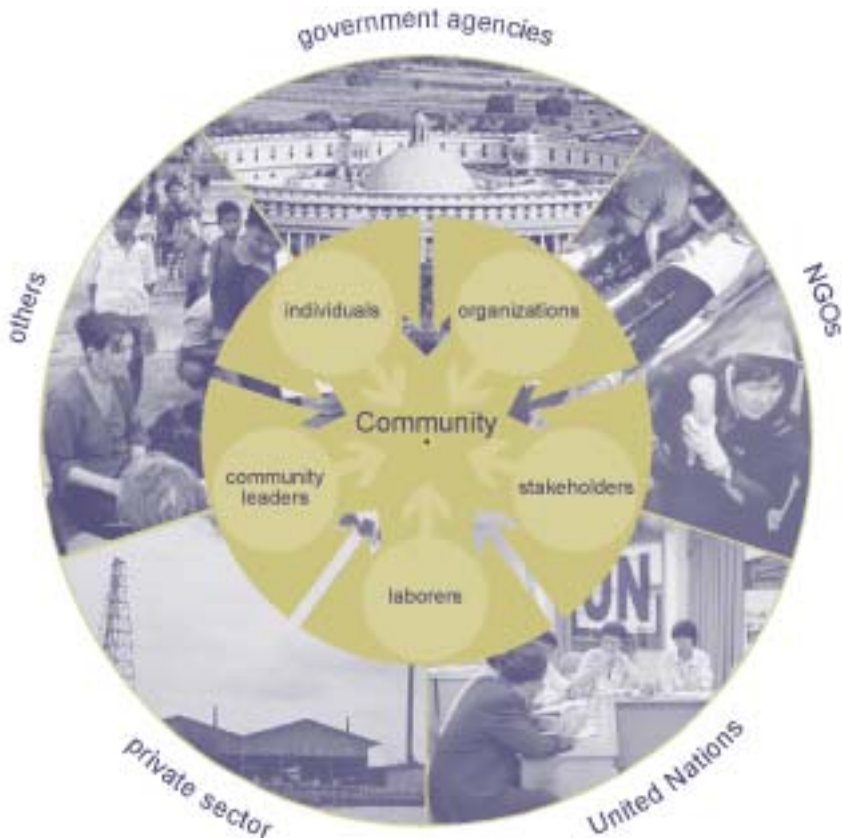 government agencies
others
NGOs
individuals
organizations
Community
community
leaders
stakeholders
laborers
UN
private sector
United Nations